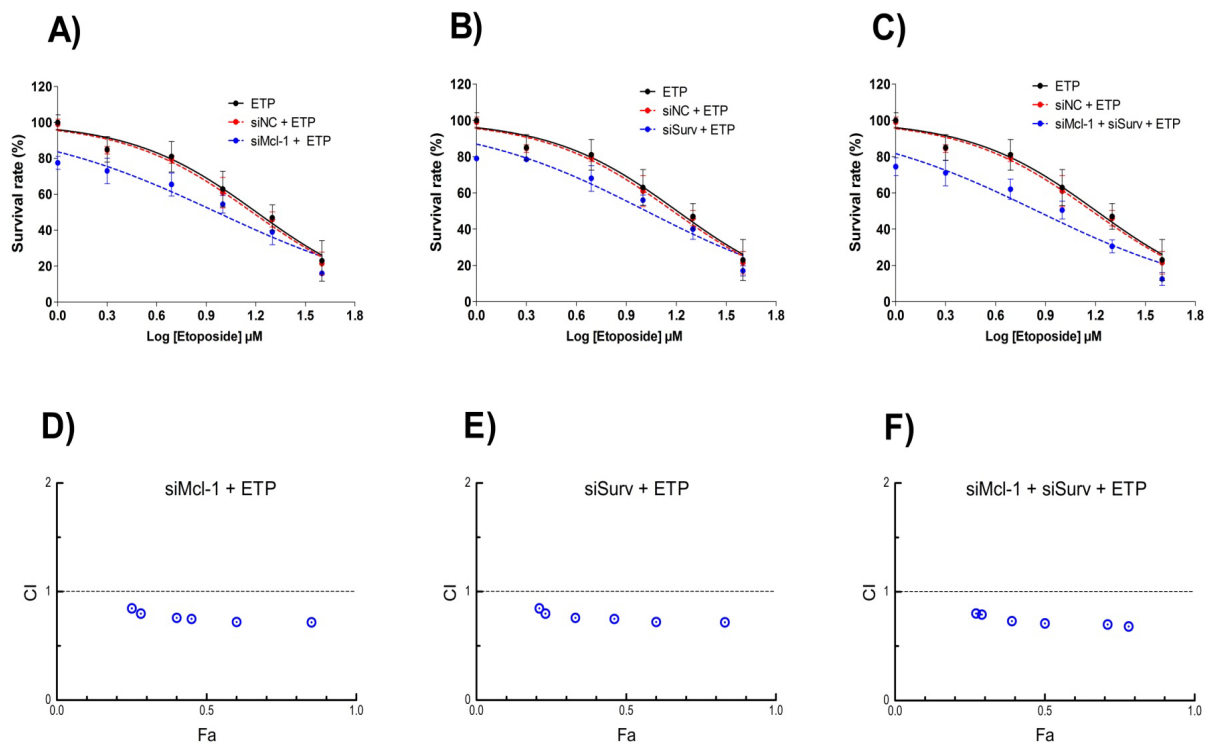 A)
B)
C)
ETP
siNC + ETP
siMcl-1 + ETP
Survival rate (%)
120
100
80
60
40
20
0
0.0 0.3 0.6 0.9 1.2 1.5 1.8
Log [Etoposide] µM
ETP
siNC + ETP
siSurv + ETP
Survival rate (%)
120
100
80
60
40
20
0
0.0 0.3 0.6 0.9 1.2 1.5 1.8
Log [Etoposide] µM
ETP
siNC + ETP
siMcl-1 + siSurv + ETP
Survival rate (%)
120
100
80
60
40
20
0
0.0 0.3 0.6 0.9 1.2 1.5 1.8
Log [Etoposide] µM
D)
E)
F)
siMcl-1 + ETP
CI
2
1
0
0.0 0.5 1.0
Fa
siSurv + ETP
CI
2
1
0
0.0 0.5 1.0
Fa
siMcl-1 + siSurv + ETP
CI
2
1
0
0.0 0.5 1.0
Fa